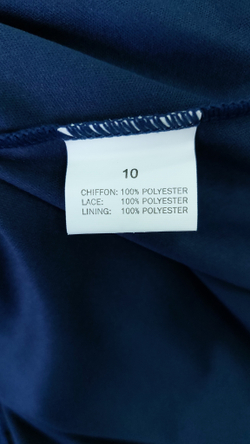 10
CHIFFON: 100% POLYESTER
LACE: 100% POLYESTER
LINING: 100% POLYESTER